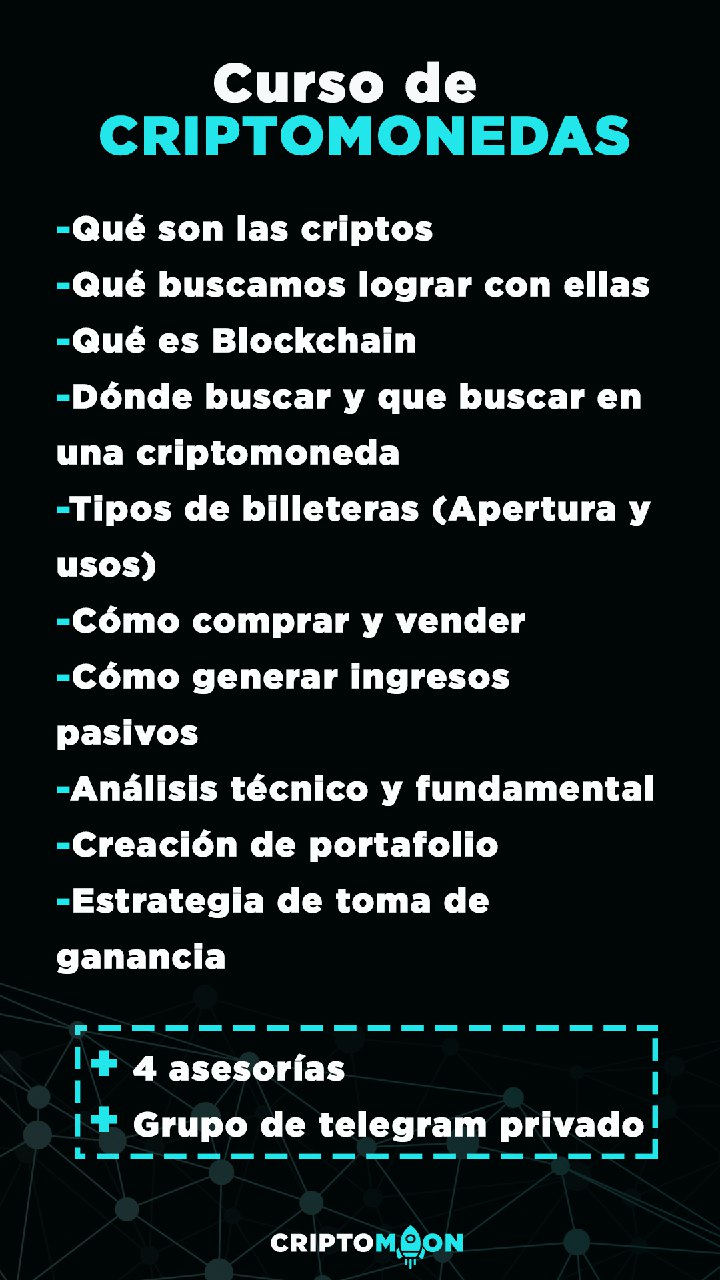 Curso de
CRIPTOMONEDAS
-Qué son las criptos
-Qué buscamos lograr con ellas
-Qué es Blockchain
-Dónde buscar y que buscar en
una criptomoneda
-Tipos de billeteras (Apertura y
usos)
-Cómo comprar y vender
-Cómo generar ingresos
pasivos
-Análisis técnico y fundamental
-Creación de portafolio
-Estrategia de toma de
ganancia
+ 4 asesorías
+ Grupo de telegram privado
CRIPTOMOON